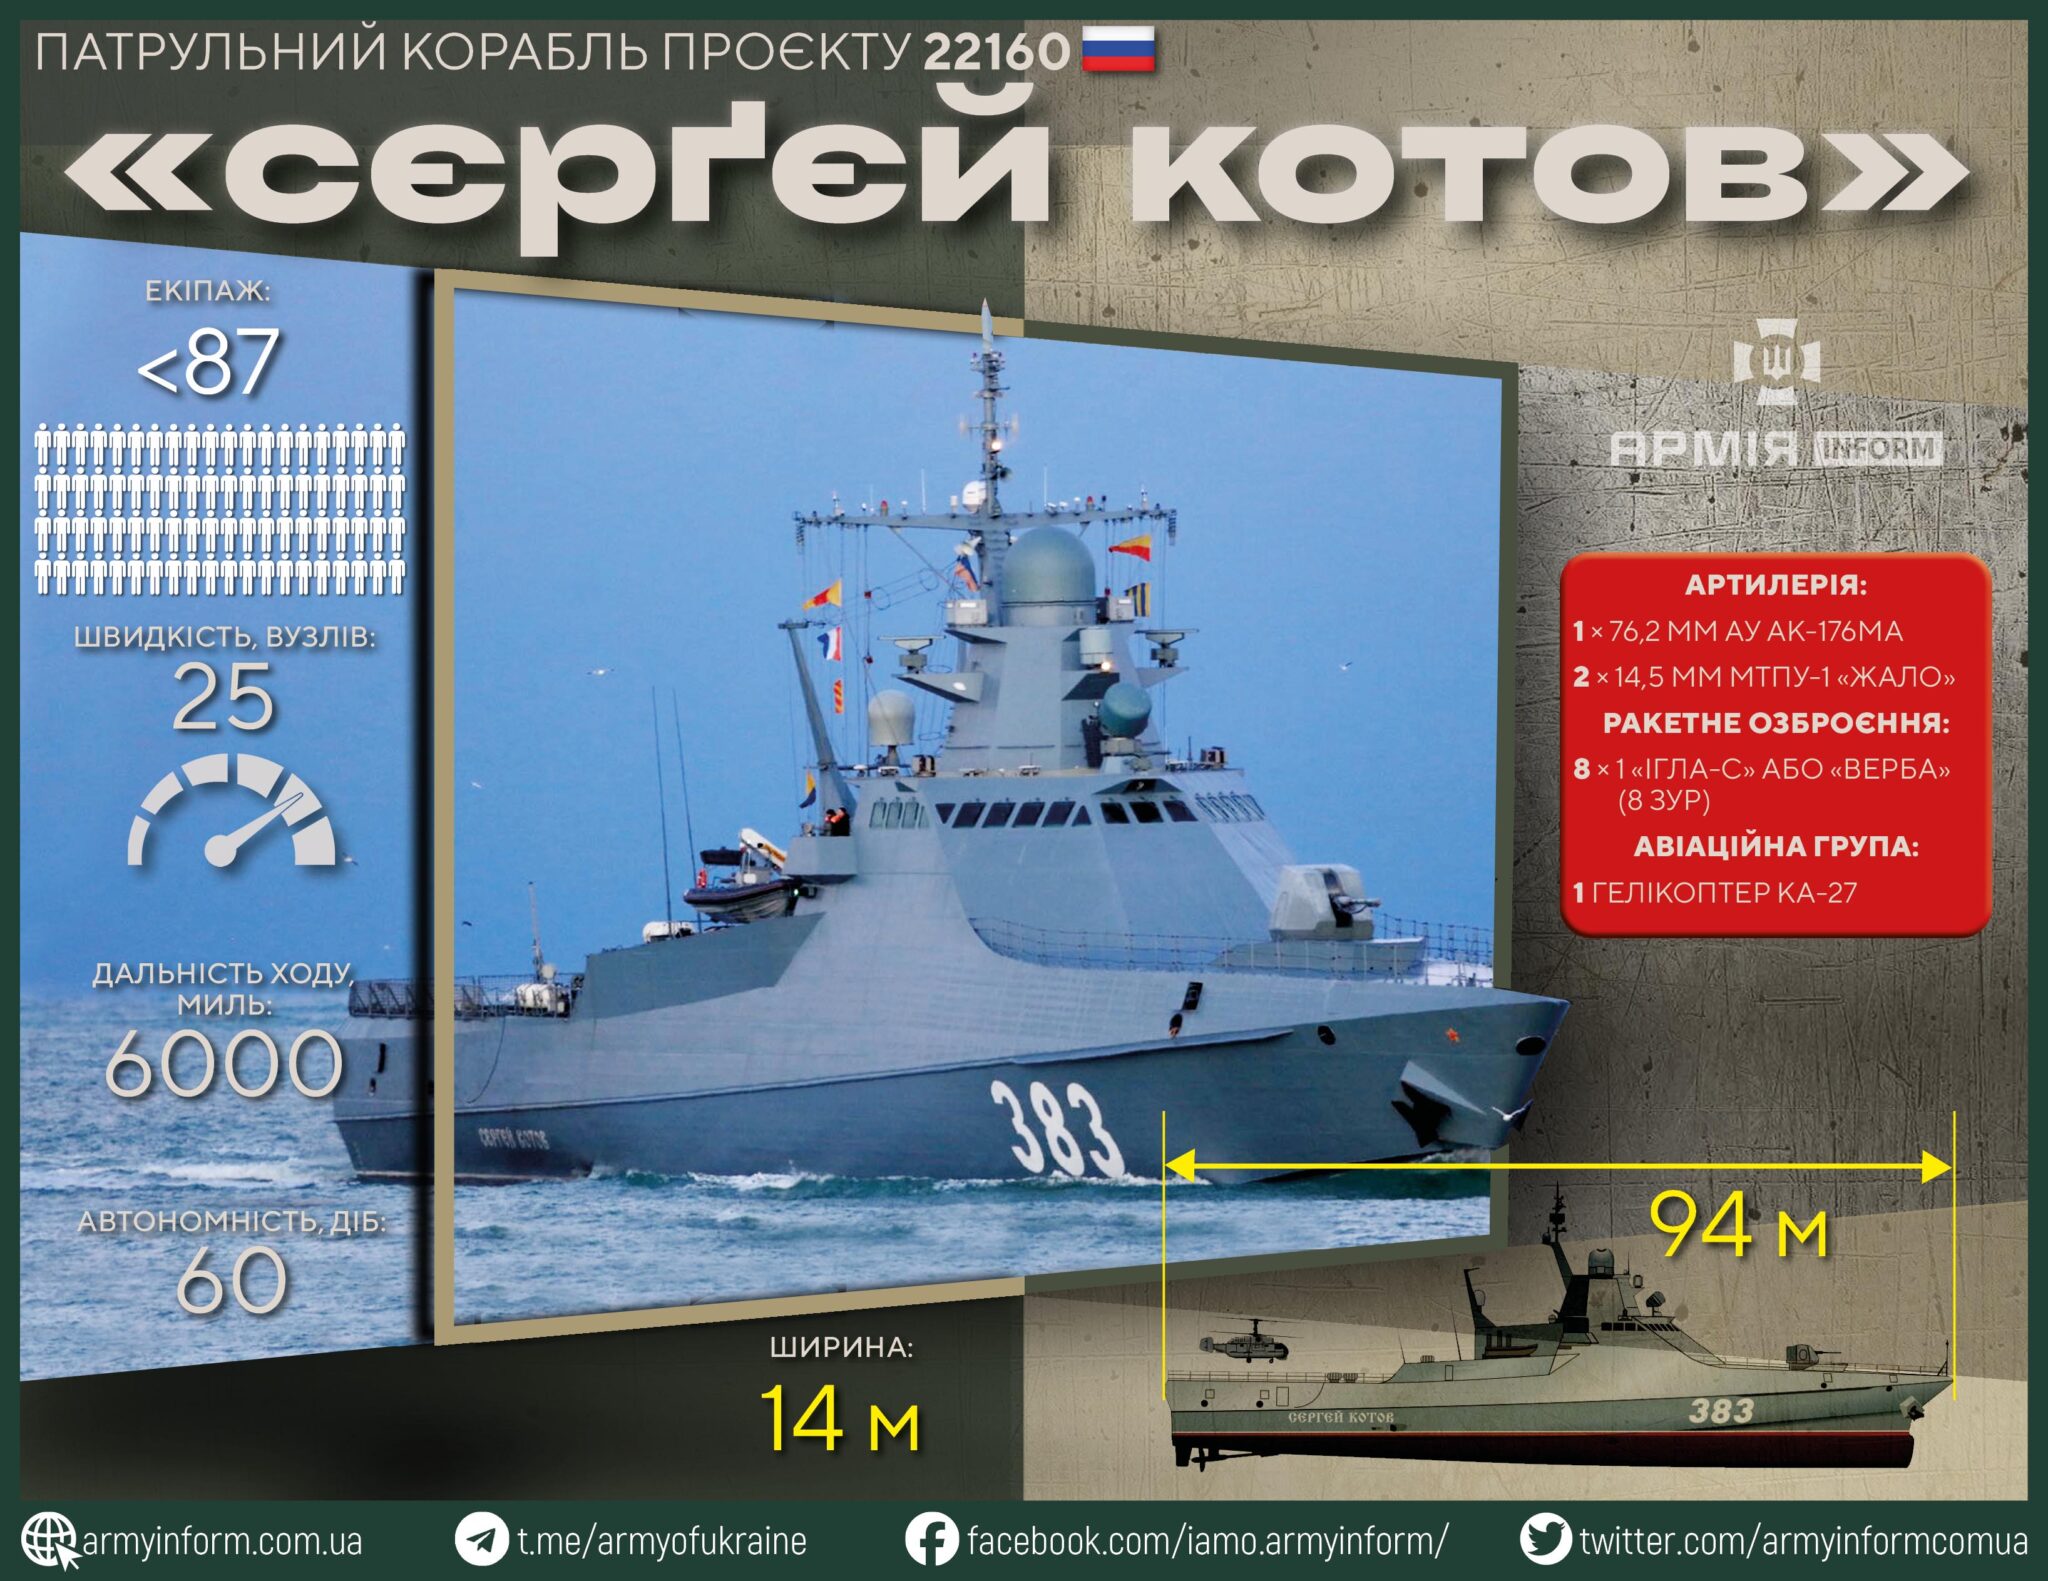 ПАТРУЛЬНИЙ КОРАБЛЬ ПРОЄКТУ 22160
«СЄРҐЄЙ КОТОВ»
ЕКІПАЖ:
<87
ШВИДКІСТЬ, ВУЗЛІВ:
25
ДАЛЬНІСТЬ ХОДУ,
МИЛЬ:
6000
АВТОНОМНІСТЬ, ДІБ:
60
АРМІЯ INFORM
АРТИЛЕРІЯ:
1 × 76,2 ММ АУ АК-176МА
2 × 14,5 ММ МТПУ-1 «ЖАЛО»
РАКЕТНЕ ОЗБРОЄННЯ:
8 × 1 «ІГЛА-С» АБО «ВЕРБА»
(8 ЗУР)
АВІАЦІЙНА ГРУПА:
1 ГЕЛІКОПТЕР КА-27
СЕРГЕЙ КОТОВ
383
94 м
ШИРИНА:
14 м
СЕРГЕЙ КОТОВ
383
armyinform.com.ua
t.me/armyofukraine
facebook.com/iamo.armyinform/
twitter.com/armyinformcomua